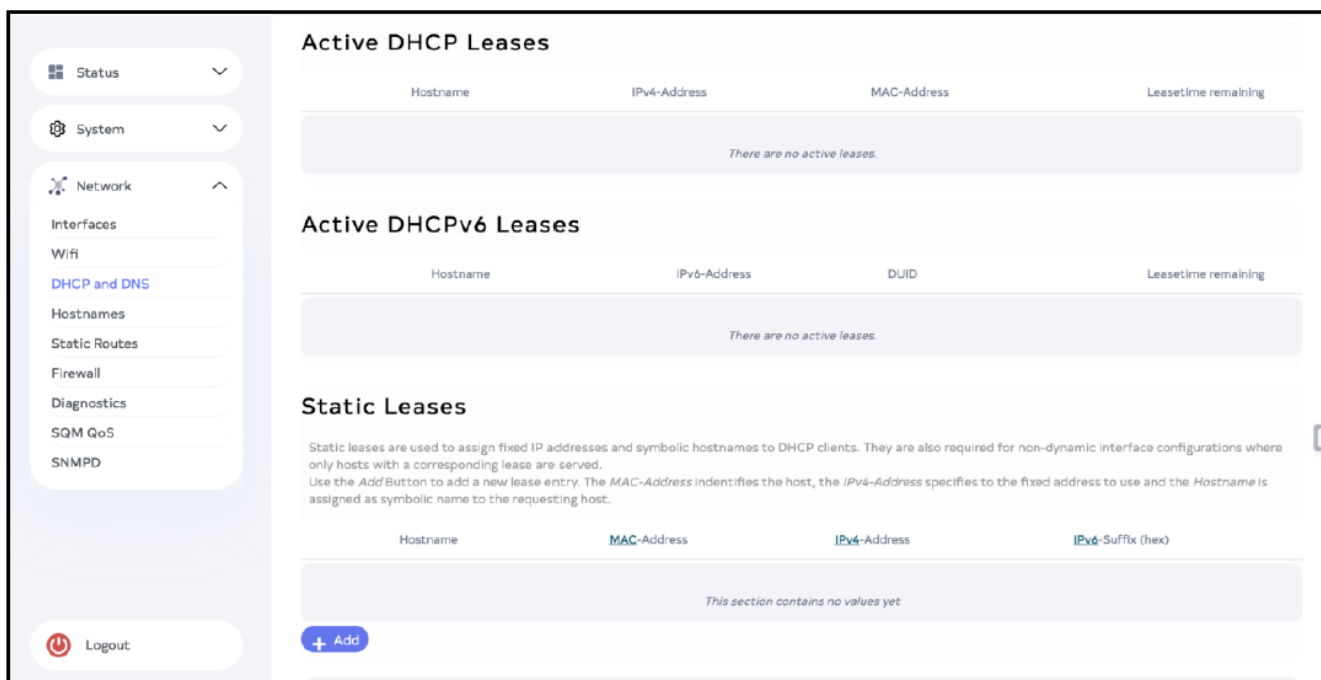 Status
System
Network
Interfaces
Wifi
DHCP and DNS
Hostnames
Static Routes
Firewall
Diagnostics
SQM QoS
SNMPD
Logout
Active DHCP Leases
Hostname IPv4-Address MAC-Address Leasetime remaining
There are no active leases.
Active DHCPv6 Leases
Hostname IPv6-Address DUID Leasetime remaining
There are no active leases.
Static Leases
Static leases are used to assign fixed IP addresses and symbolic hostnames to DHCP clients. They are also required for non-dynamic interface configurations where
only hosts with a corresponding lease are served.
Use the Add Button to add a new lease entry. The MAC-Address indentifies the host, the IPv4-Address specifies to the fixed address to use and the Hostname is
assigned as symbolic name to the requesting host.
Hostname MAC-Address IPv4-Address IPv6-Suffix (hex)
This section contains no values yet
+ Add